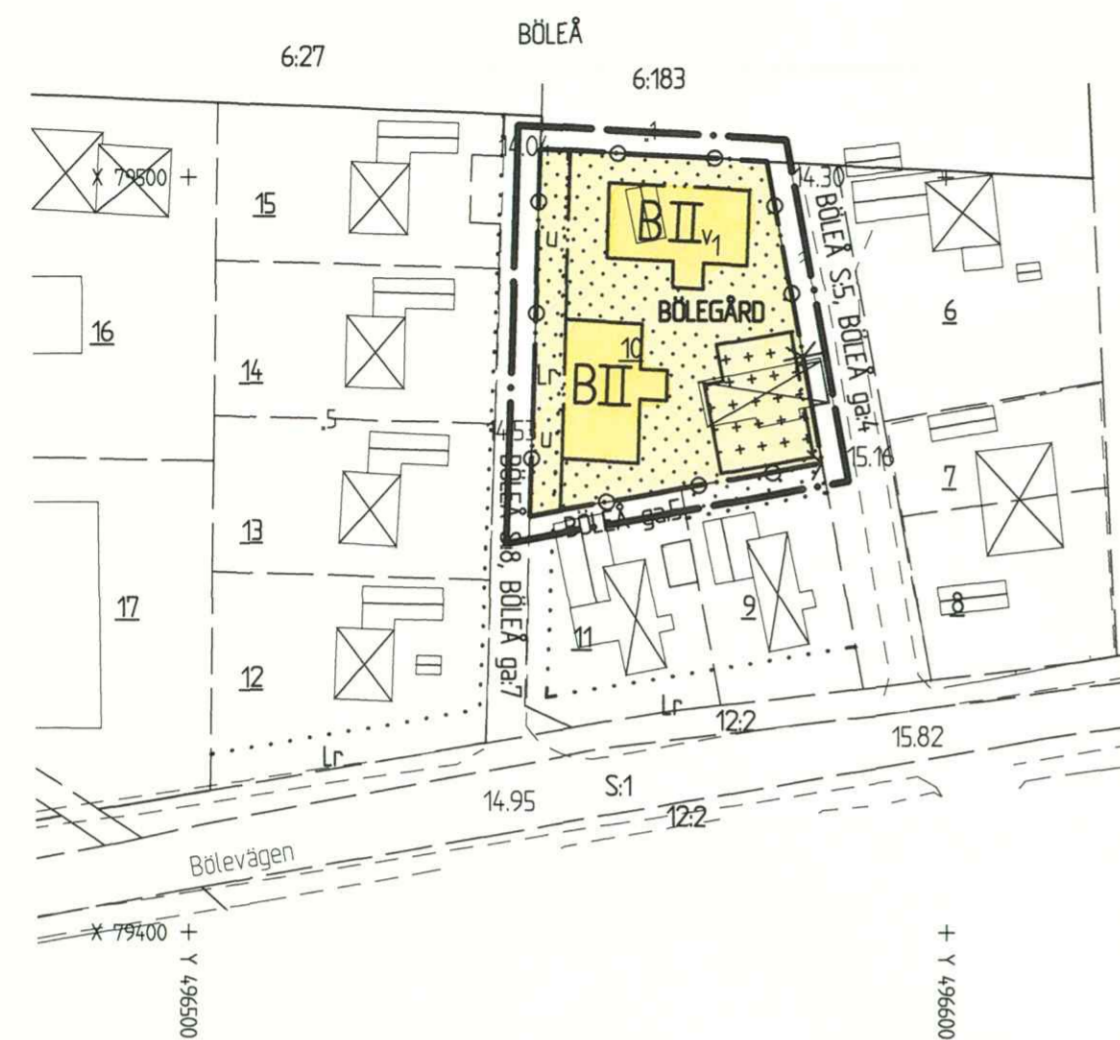 BÖLEÅ
6:27
6:183
14.04
.1
X 79500
14.30
15
BII v1
u
BÖLEÅ S:5, BÖLEÅ ga:4
BÖLEGÅRD
6
16
14
10
Lr
BII
.5
14.53
u
15.16
7
BÖLEÅ S:8, BÖLEÅ ga:7
BÖLEÅ ga:5
13
17
11
9
8
12
Lr
12:2
Lr
15.82
S:1
14.95
12:2
Bölevägen
X 79400
Y 496500
Y 496600